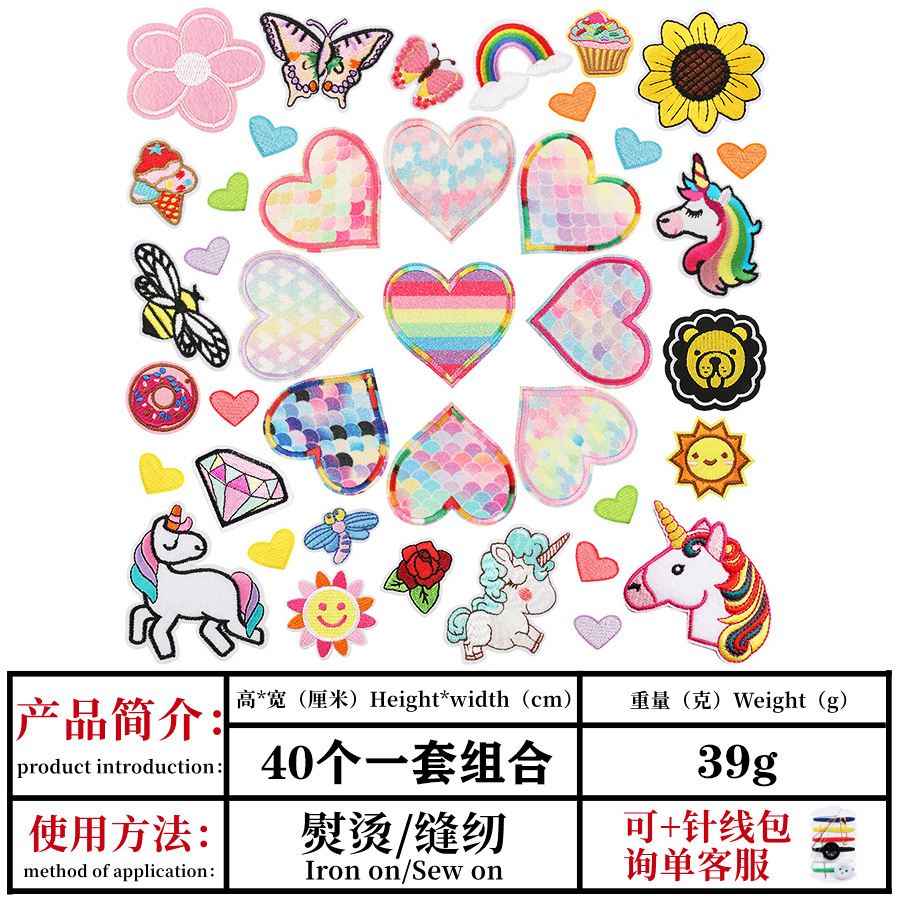 产品简介：
product introduction：
高*宽（厘米）Height*width（cm）
重量（克）Weight（g）
40个一套组合
39g
使用方法：
method of application：
熨烫/缝纫
Iron on/Sew on
可+针线包
询单客服